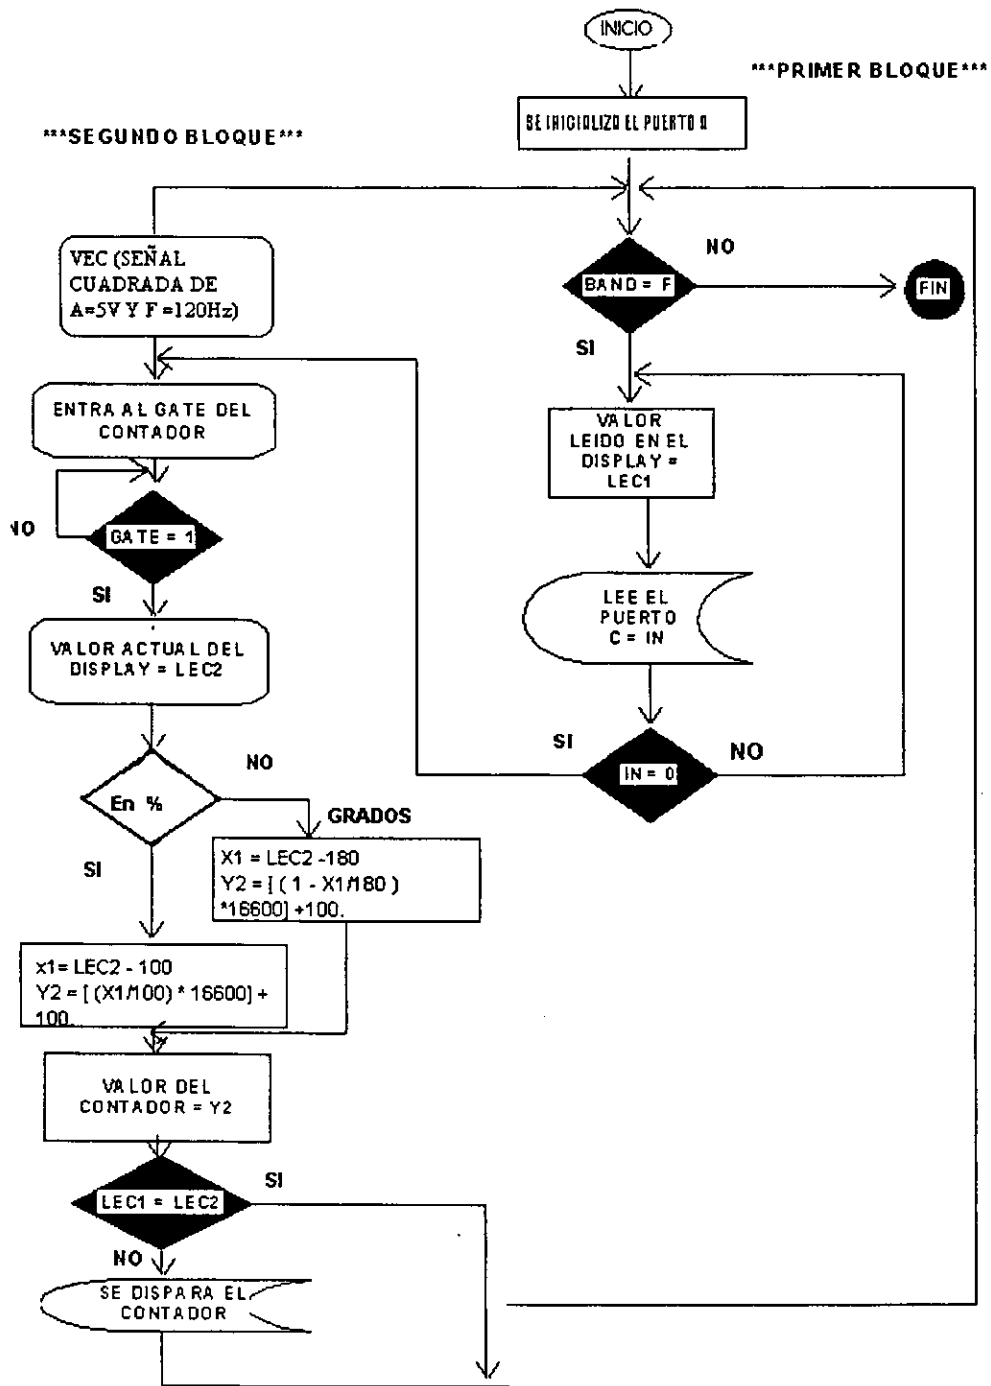 INICIO
***PRIMER BLOQUE***
SE INICIALIZO EL PUERTO
***SEGUNDO BLOQUE***
VEC (SEÑAL
CUADRADA DE
A=5V Y F =120Hz)
NO
BAND = F
FIN
SI
ENTRA AL GATE DEL
CONTADOR
VALOR
LEIDO EN EL
DISPLAY =
LEC1
NO
GATE = 1
SI
LEE EL
PUERTO
C = IN
VALOR ACTUAL DEL
DISPLAY = LEC2
SI
IN = 0
NO
NO
En %
GRADOS
SI
X1 = LEC2 -180
Y2 = [ ( 1 - X1/180 )
*16600] +100.
x1= LEC2 - 100
Y2 = [ (X1/100) * 16600] +
100.
VALOR DEL
CONTADOR = Y2
SI
LEC1 = LEC2
NO
SE DISPARA EL
CONTADOR